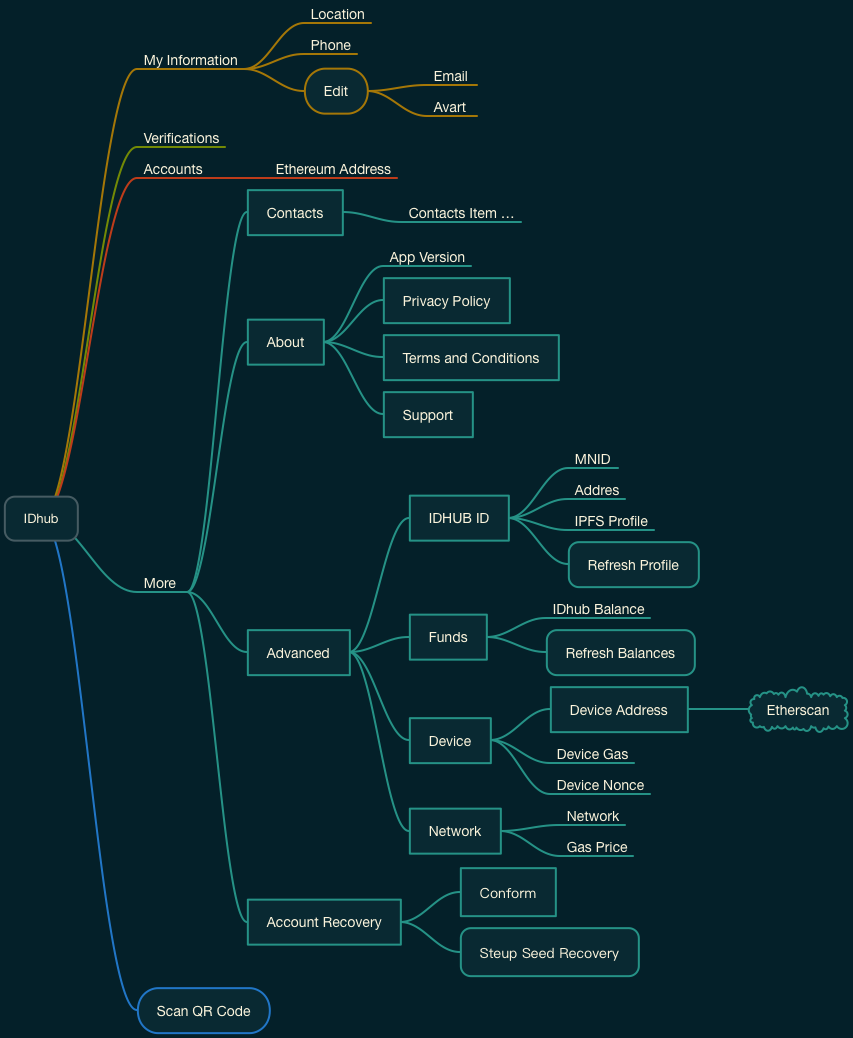 Location
Phone
My Information
Edit
Email
Avart
Verifications
Accounts
Ethereum Address
Contacts
Contacts Item ...
App Version
Privacy Policy
About
Terms and Conditions
Support
MNID
Addres
IDHUB ID
IPFS Profile
Refresh Profile
IDhub
More
IDhub Balance
Funds
Refresh Balances
Advanced
Device Address
Etherscan
Device
Device Gas
Device Nonce
Network
Network
Gas Price
Conform
Account Recovery
Steup Seed Recovery
Scan QR Code